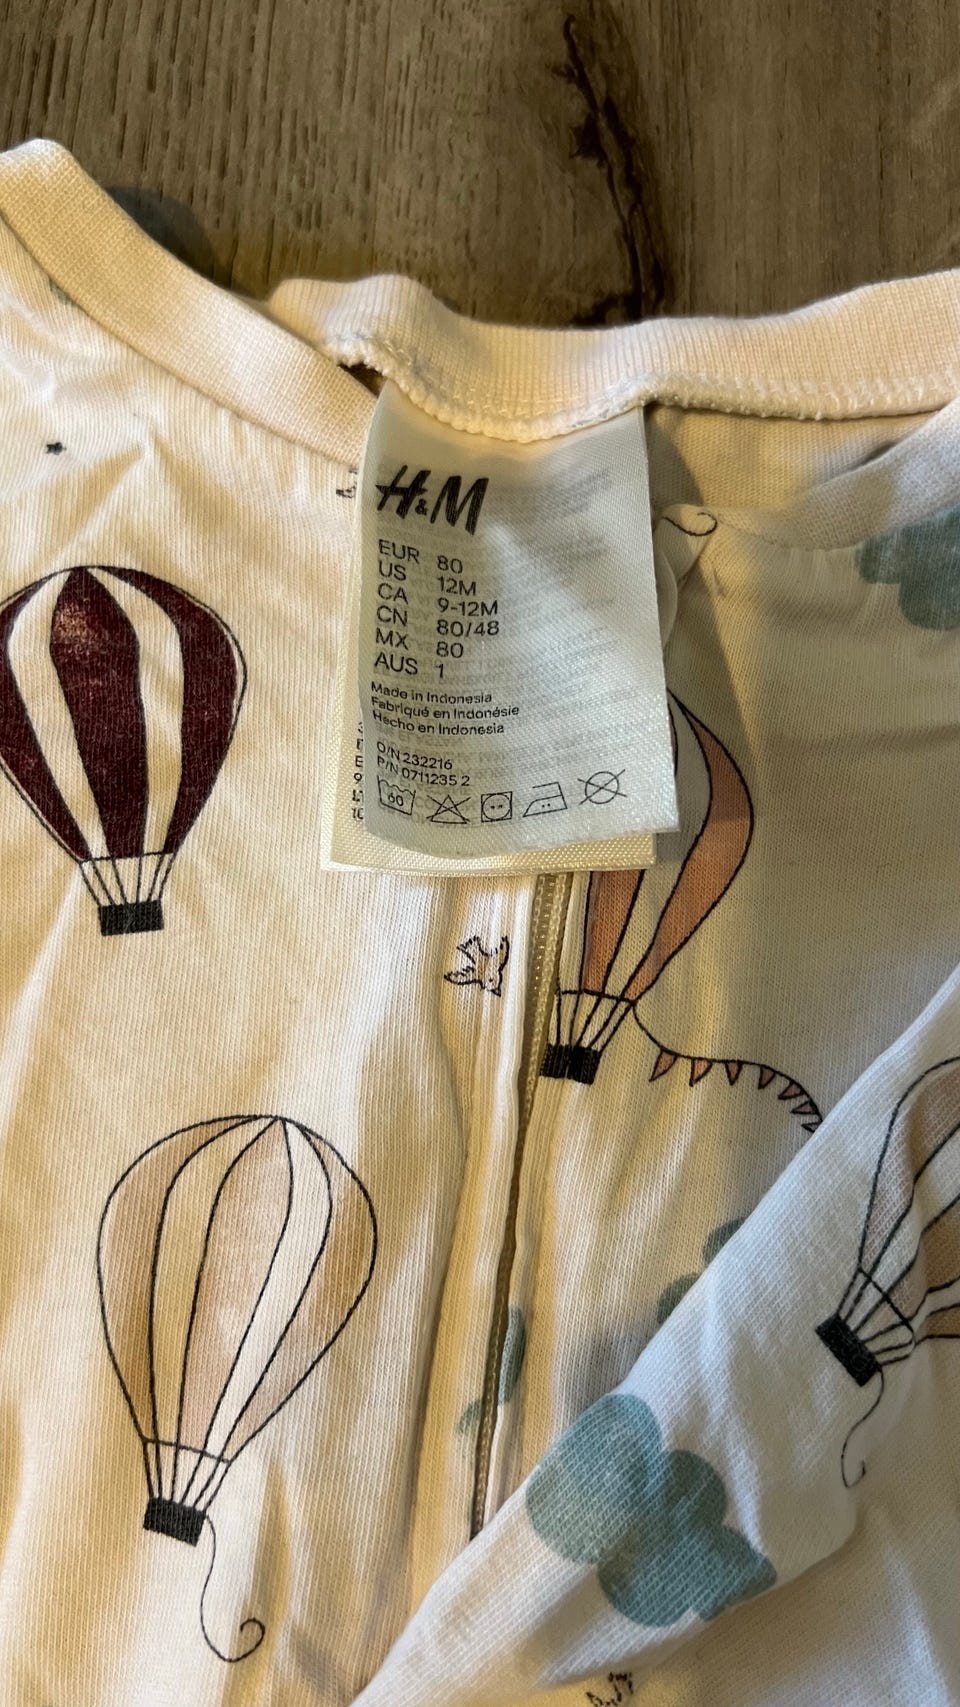 H&M
EUR 80
US 12M
CA 9-12M
CN 80/48
MX 80
AUS 1
Made in Indonesia
Fabriqué en Indonésie
Hecho en Indonesia
O/N 232216
P/N 0711235 2
60